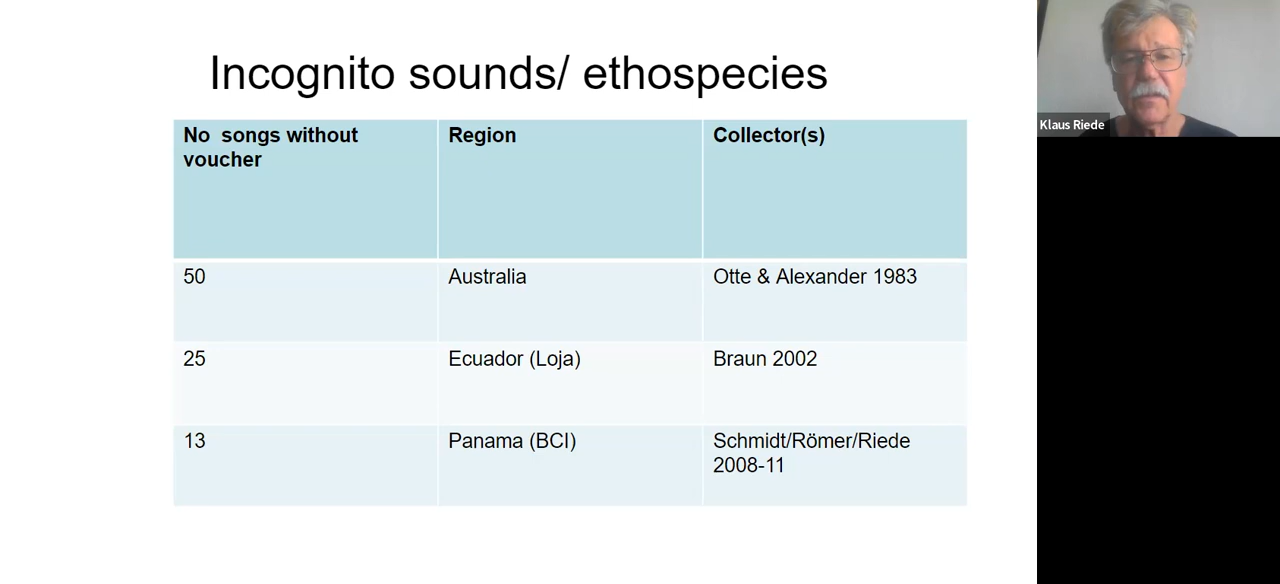 Incognito sounds/ ethospecies
Klaus Riede
No songs without
voucher
Region
Collector(s)
50
Australia
Otte & Alexander 1983
25
Ecuador (Loja)
Braun 2002
13
Panama (BCI)
Schmidt/Römer/Riede
2008-11